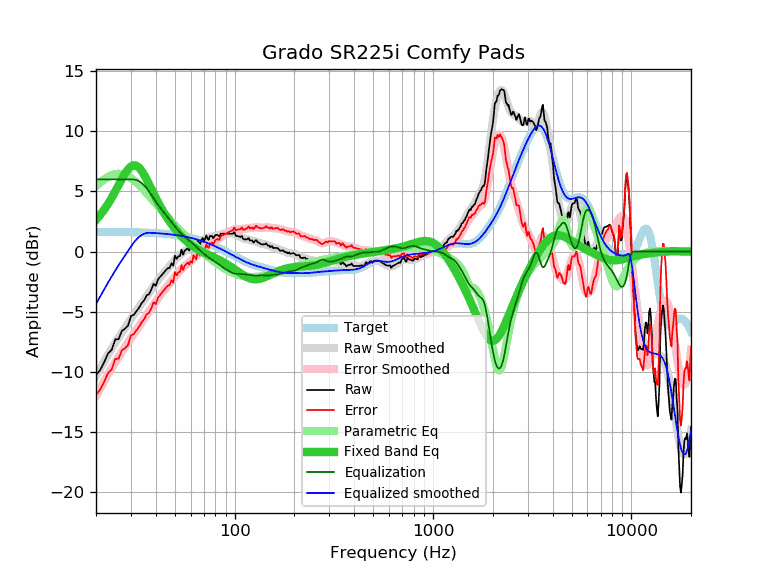 Grado SR225i Comfy Pads
Amplitude (dBr)
15
10
5
0
−5
−10
−15
−20
Target
Raw Smoothed
Error Smoothed
Raw
Error
Parametric Eq
Fixed Band Eq
Equalization
Equalized smoothed
100
1000
10000
Frequency (Hz)